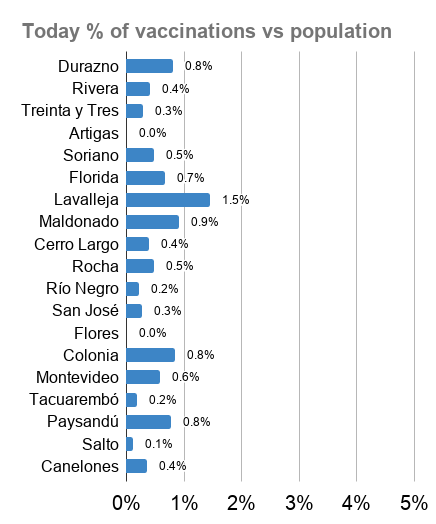 Today % of vaccinations vs population
Durazno 0.8%
Rivera 0.4%
Treinta y Tres 0.3%
Artigas 0.0%
Soriano 0.5%
Florida 0.7%
Lavalleja 1.5%
Maldonado 0.9%
Cerro Largo 0.4%
Rocha 0.5%
Río Negro 0.2%
San José 0.3%
Flores 0.0%
Colonia 0.8%
Montevideo 0.6%
Tacuarembó 0.2%
Paysandú 0.8%
Salto 0.1%
Canelones 0.4%
0% 1% 2% 3% 4% 5%